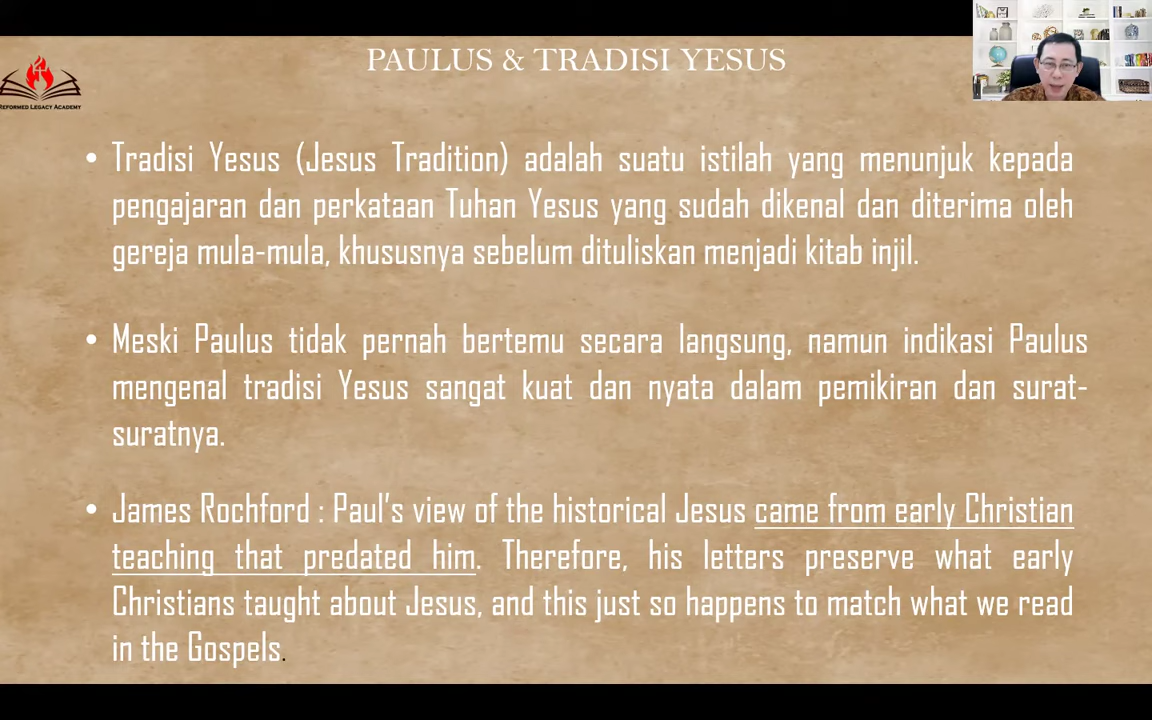 PAULUS & TRADISI YESUS
REFORMED LEGACY ACADEMY
• Tradisi Yesus (Jesus Tradition) adalah suatu istilah yang menunjuk kepada
pengajaran dan perkataan Tuhan Yesus yang sudah dikenal dan diterima oleh
gereja mula-mula, khususnya sebelum dituliskan menjadi kitab injil.
• Meski Paulus tidak pernah bertemu secara langsung, namun indikasi Paulus
mengenal tradisi Yesus sangat kuat dan nyata dalam pemikiran dan surat-
suratnya.
• James Rochford : Paul's view of the historical Jesus came from early Christian
teaching that predated him. Therefore, his letters preserve what early
Christians taught about Jesus, and this just so happens to match what we read
in the Gospels.